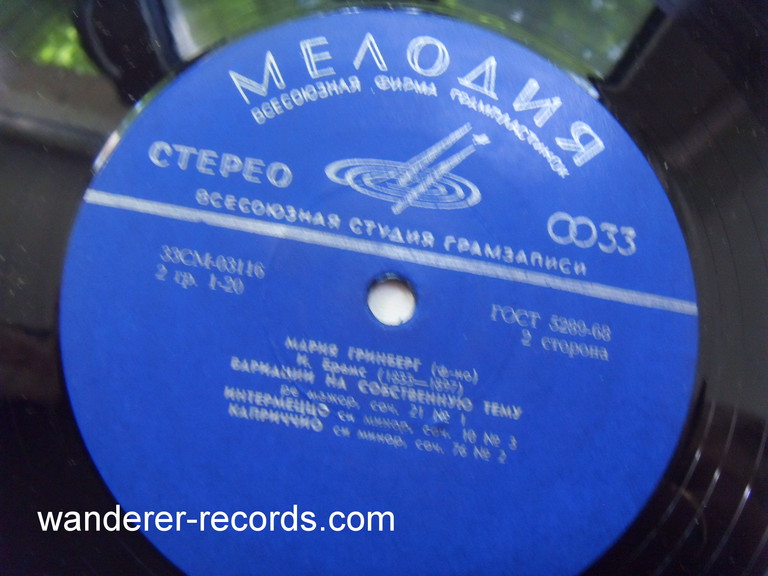 МЕЛОДИЯ
ВСЕСОЮЗНАЯ ФИРМА ГРАМПЛАСТИНОК
СТЕРЕО
33
ВСЕСОЮЗНАЯ СТУДИЯ ГРАМЗАПИСИ
33СМ-03116
2 гр. 1-20
ГОСТ 5289-68
2 сторона
МАРИЯ ГРИНБЕРГ (ф-но)
И. Брамс (1833—1897)
ВАРИАЦИИ НА СОБСТВЕННУЮ ТЕМУ
ре мажор, соч. 21 № 1
ИНТЕРМЕЦЦО си минор, соч. 10 № 3
КАПРИЧЧИО си минор, соч. 76 № 2
wanderer-records.com